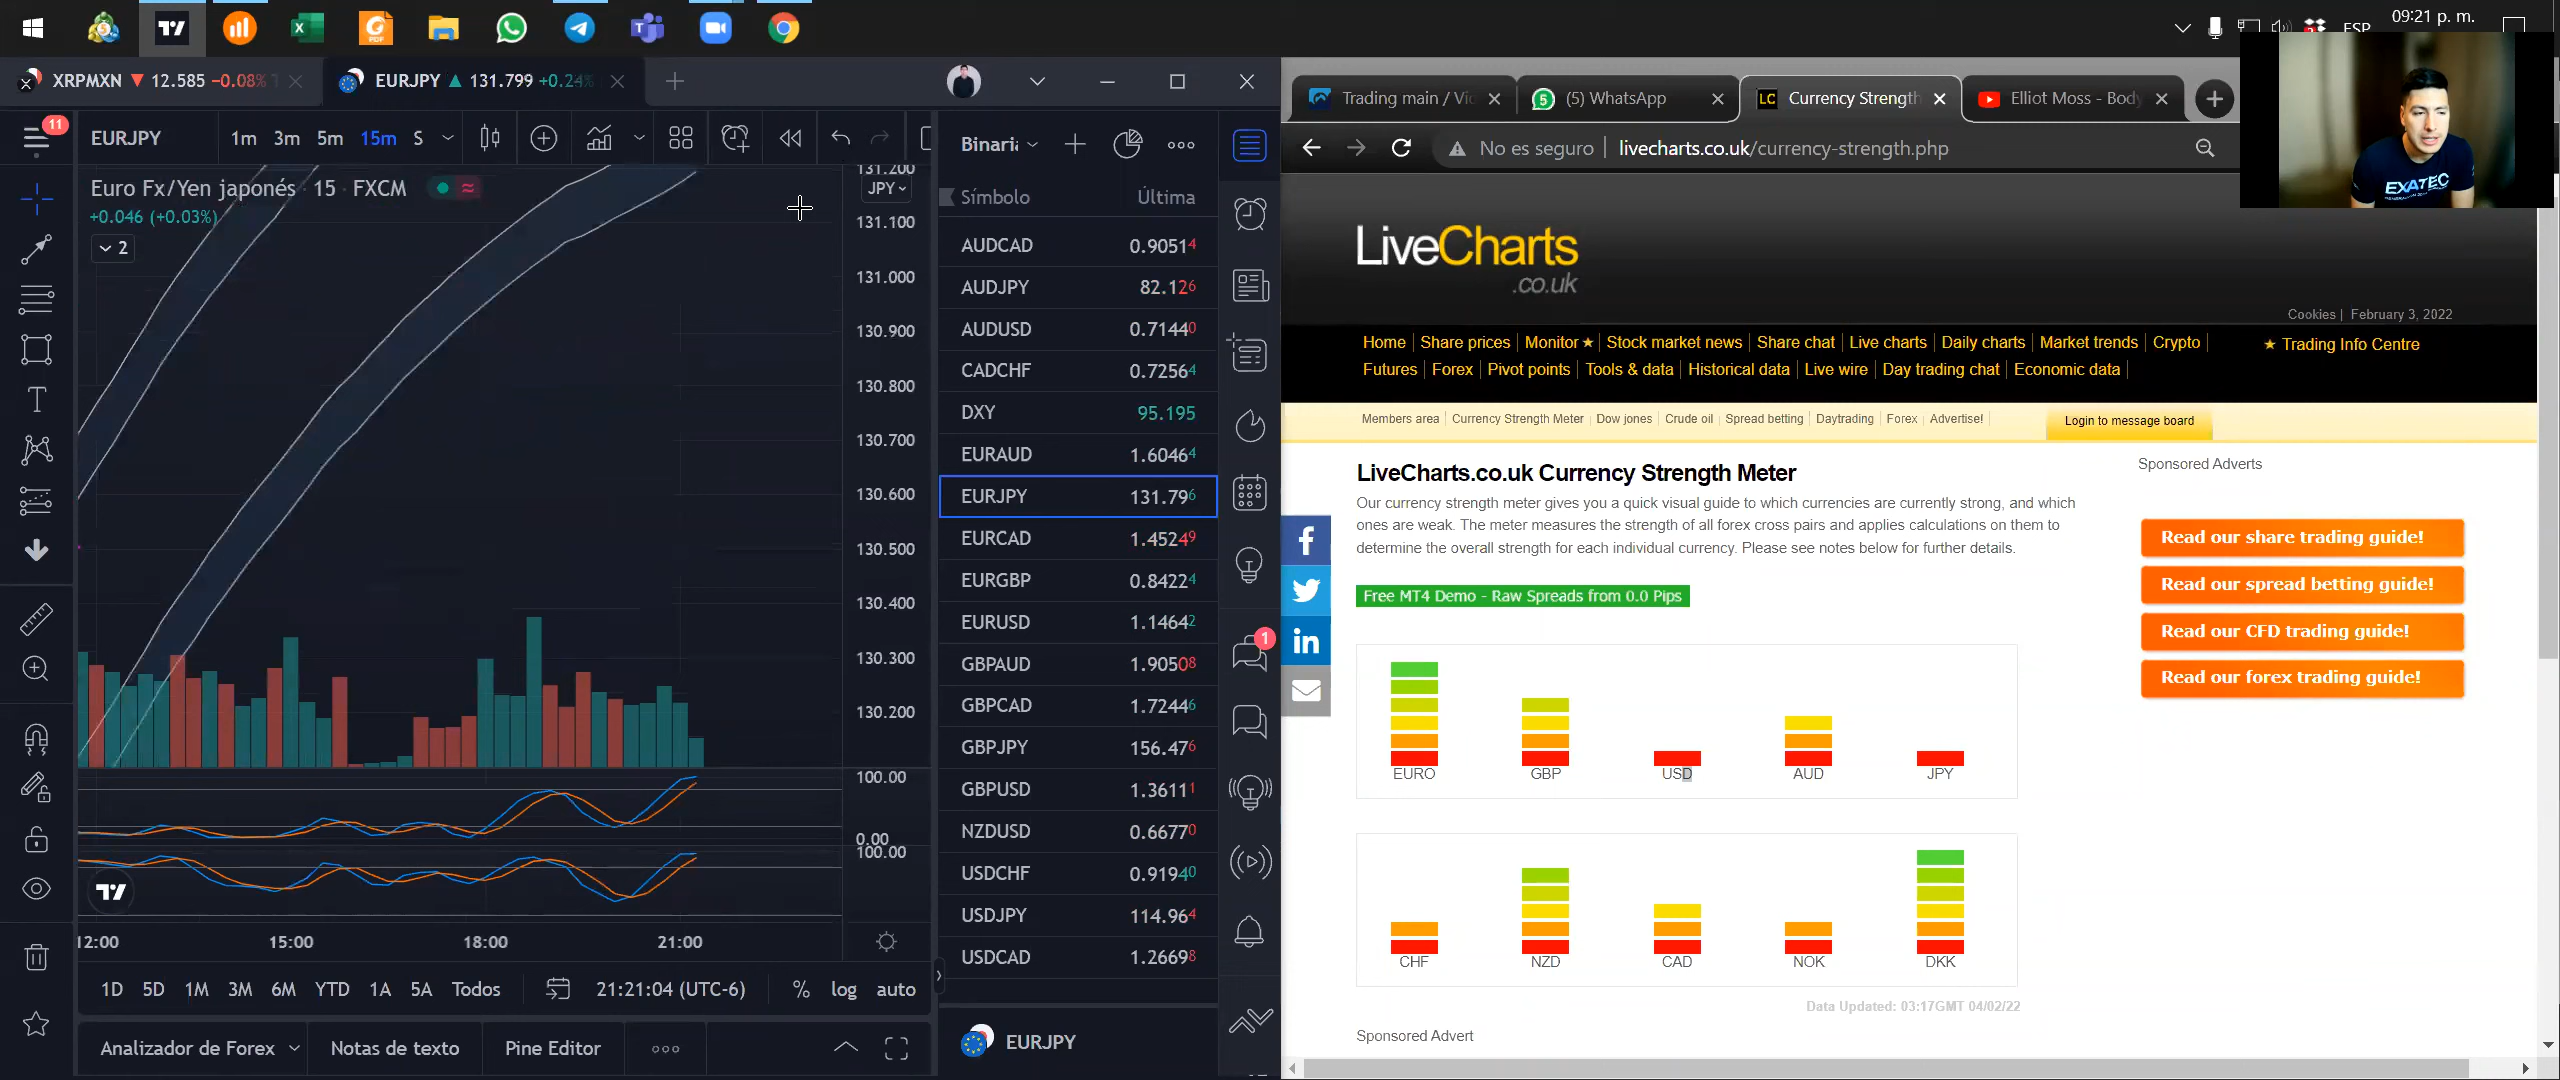 09:21 p. m.
ESP
XRPMXN 12.585 −0.08%
EURJPY 131.799 +0.24%
Trading main / Vi
(5) WhatsApp
Currency Strength
Elliot Moss - Body
11
EURJPY
1m 3m 5m 15m S
Binaria
No es seguro
livecharts.co.uk/currency-strength.php
EXATEC
Euro Fx/Yen japonés · 15 · FXCM
+0.046 (+0.03%)
2
JPY
131.200
131.100
131.000
130.900
130.800
130.700
130.600
130.500
130.400
130.300
130.200
100.00
0.00
100.00
12:00 15:00 18:00 21:00
1D 5D 1M 3M 6M YTD 1A 5A Todos
21:21:04 (UTC-6)
% log auto
Analizador de Forex
Notas de texto
Pine Editor
Símbolo Última
AUDCAD 0.90514
AUDJPY 82.126
AUDUSD 0.71440
CADCHF 0.72564
DXY 95.195
EURAUD 1.60464
EURJPY 131.796
EURCAD 1.45249
EURGBP 0.84224
EURUSD 1.14642
GBPAUD 1.90508
GBPCAD 1.72446
GBPJPY 156.476
GBPUSD 1.36111
NZDUSD 0.66770
USDCHF 0.91940
USDJPY 114.964
USDCAD 1.26698
EURJPY
1
LiveCharts
.co.uk
Cookies | February 3, 2022
Home Share prices Monitor ★ Stock market news Share chat Live charts Daily charts Market trends Crypto
★ Trading Info Centre
Futures Forex Pivot points Tools & data Historical data Live wire Day trading chat Economic data
Members area Currency Strength Meter Dow jones Crude oil Spread betting Daytrading Forex Advertise!
Login to message board
LiveCharts.co.uk Currency Strength Meter
Our currency strength meter gives you a quick visual guide to which currencies are currently strong, and which
ones are weak. The meter measures the strength of all forex cross pairs and applies calculations on them to
determine the overall strength for each individual currency. Please see notes below for further details.
Free MT4 Demo - Raw Spreads from 0.0 Pips
EURO GBP USD AUD JPY
CHF NZD CAD NOK DKK
Data Updated: 03:17GMT 04/02/22
Sponsored Advert
Sponsored Adverts
Read our share trading guide!
Read our spread betting guide!
Read our CFD trading guide!
Read our forex trading guide!